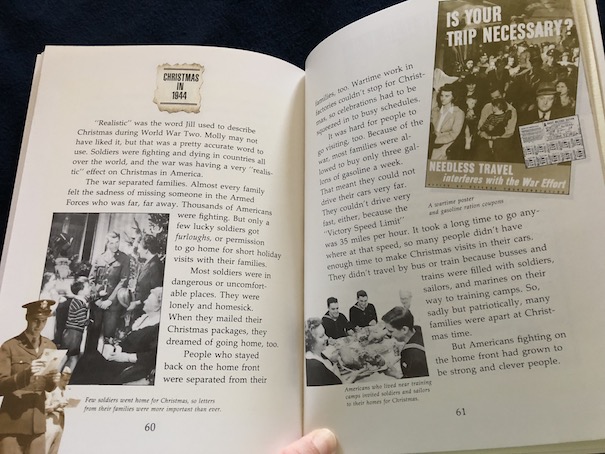 CHRISTMAS
IN
1944
"Realistic" was the word Jill used to describe
Christmas during World War Two. Molly may not
have liked it, but that was a pretty accurate word to
use. Soldiers were fighting and dying in countries all
over the world, and the war was having a very "realis-
tic" effect on Christmas in America.
The war separated families. Almost every family
felt the sadness of missing someone in the Armed
Forces who was far, far away. Thousands of Americans
were fighting. But only a
few lucky soldiers got
furloughs, or permission
to go home for short holiday
visits with their families.
Most soldiers were in
dangerous or uncomfort-
able places. They were
lonely and homesick.
When they mailed their
Christmas packages, they
dreamed of going home, too.
People who stayed
back on the home front
were separated from their
Few soldiers went home for Christmas, so letters
from their families were more important than ever.
60
families, too. Wartime work in
factories couldn't stop for Christ-
mas, so celebrations had to be
squeezed in to busy schedules.
It was hard for people to
go visiting, too. Because of the
war, most families were al-
lowed to buy only three gal-
lons of gasoline a week.
That meant they could not
drive their cars very far.
They couldn't drive very
fast, either, because the
"Victory Speed Limit"
was 35 miles per hour. It took a long time to go any-
where at that speed, so many people didn't have
enough time to make Christmas visits in their cars.
They didn't travel by bus or train because busses and
trains were filled with soldiers,
sailors, and marines on their
way to training camps. So,
sadly but patriotically, many
families were apart at Christ-
mas time.
But Americans fighting on
the home front had grown to
be strong and clever people.
IS YOUR
TRIP NECESSARY?
NEEDLESS TRAVEL
interferes with the War Effort
A wartime poster
and gasoline ration coupons.
Americans who lived near training
camps invited soldiers and sailors
to their homes for Christmas.
61